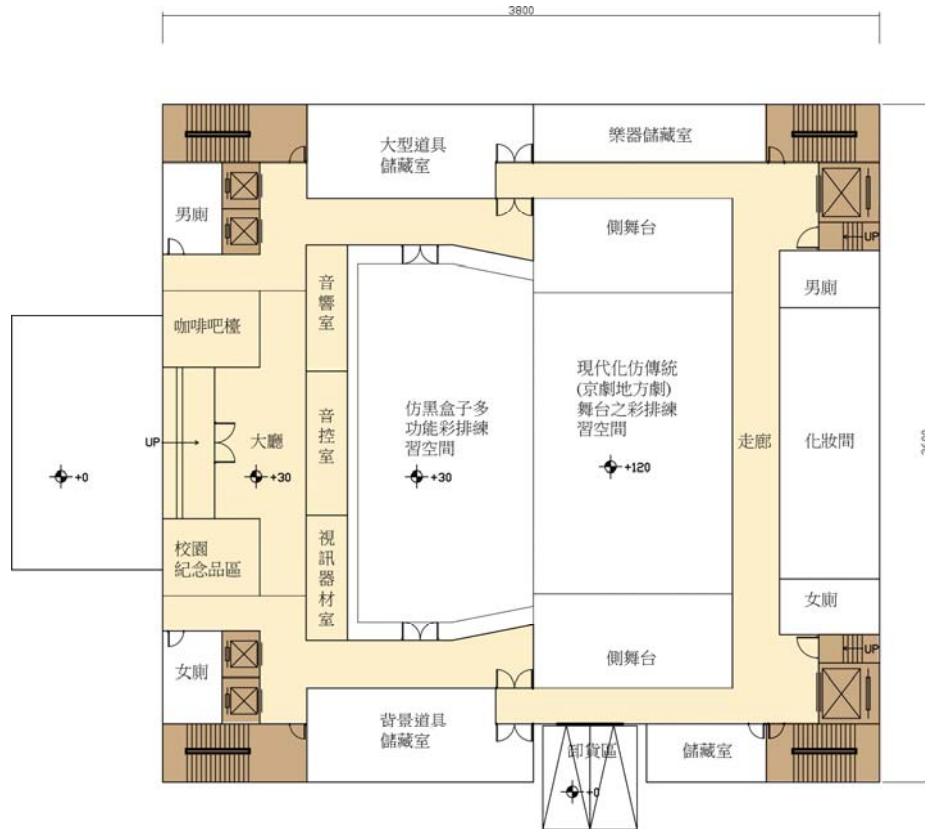 3800
大型道具
儲藏室
樂器儲藏室
男廁
側舞台
UP
音響室
男廁
咖啡吧檯
現代化仿傳統
(京劇地方劇)
舞台之彩排練
習空間
仿黑盒子多
功能彩排練
習空間
音控室
UP
大廳
走廊
化妝間
+0
+30
+30
+120
校園
紀念品區
視訊器材室
女廁
UP
女廁
側舞台
背景道具
儲藏室
卸貨區
儲藏室
+0